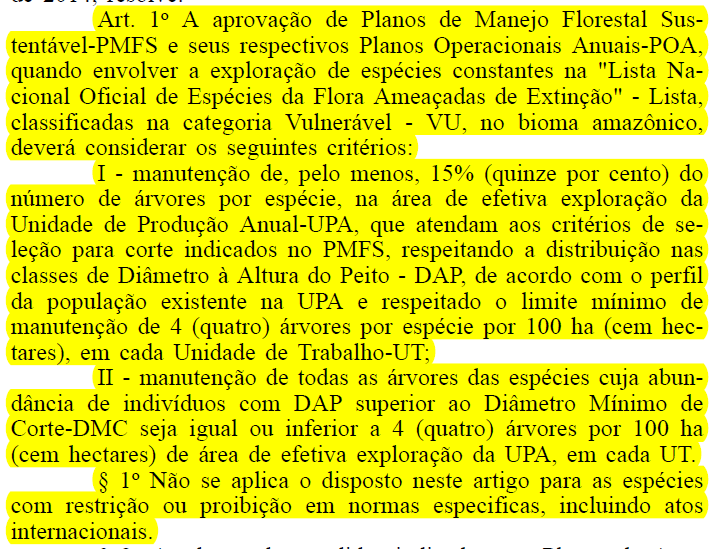 Art. 1º A aprovação de Planos de Manejo Florestal Sus-
tentável-PMFS e seus respectivos Planos Operacionais Anuais-POA,
quando envolver a exploração de espécies constantes na "Lista Na-
cional Oficial de Espécies da Flora Ameaçadas de Extinção" - Lista,
classificadas na categoria Vulnerável - VU, no bioma amazônico,
deverá considerar os seguintes critérios:
I - manutenção de, pelo menos, 15% (quinze por cento) do
número de árvores por espécie, na área de efetiva exploração da
Unidade de Produção Anual-UPA, que atendam aos critérios de se-
leção para corte indicados no PMFS, respeitando a distribuição nas
classes de Diâmetro à Altura do Peito - DAP, de acordo com o perfil
da população existente na UPA e respeitado o limite mínimo de
manutenção de 4 (quatro) árvores por espécie por 100 ha (cem hec-
tares), em cada Unidade de Trabalho-UT;
II - manutenção de todas as árvores das espécies cuja abun-
dância de indivíduos com DAP superior ao Diâmetro Mínimo de
Corte-DMC seja igual ou inferior a 4 (quatro) árvores por 100 ha
(cem hectares) de área de efetiva exploração da UPA, em cada UT.
§ 1º Não se aplica o disposto neste artigo para as espécies
com restrição ou proibição em normas especificas, incluindo atos
internacionais.